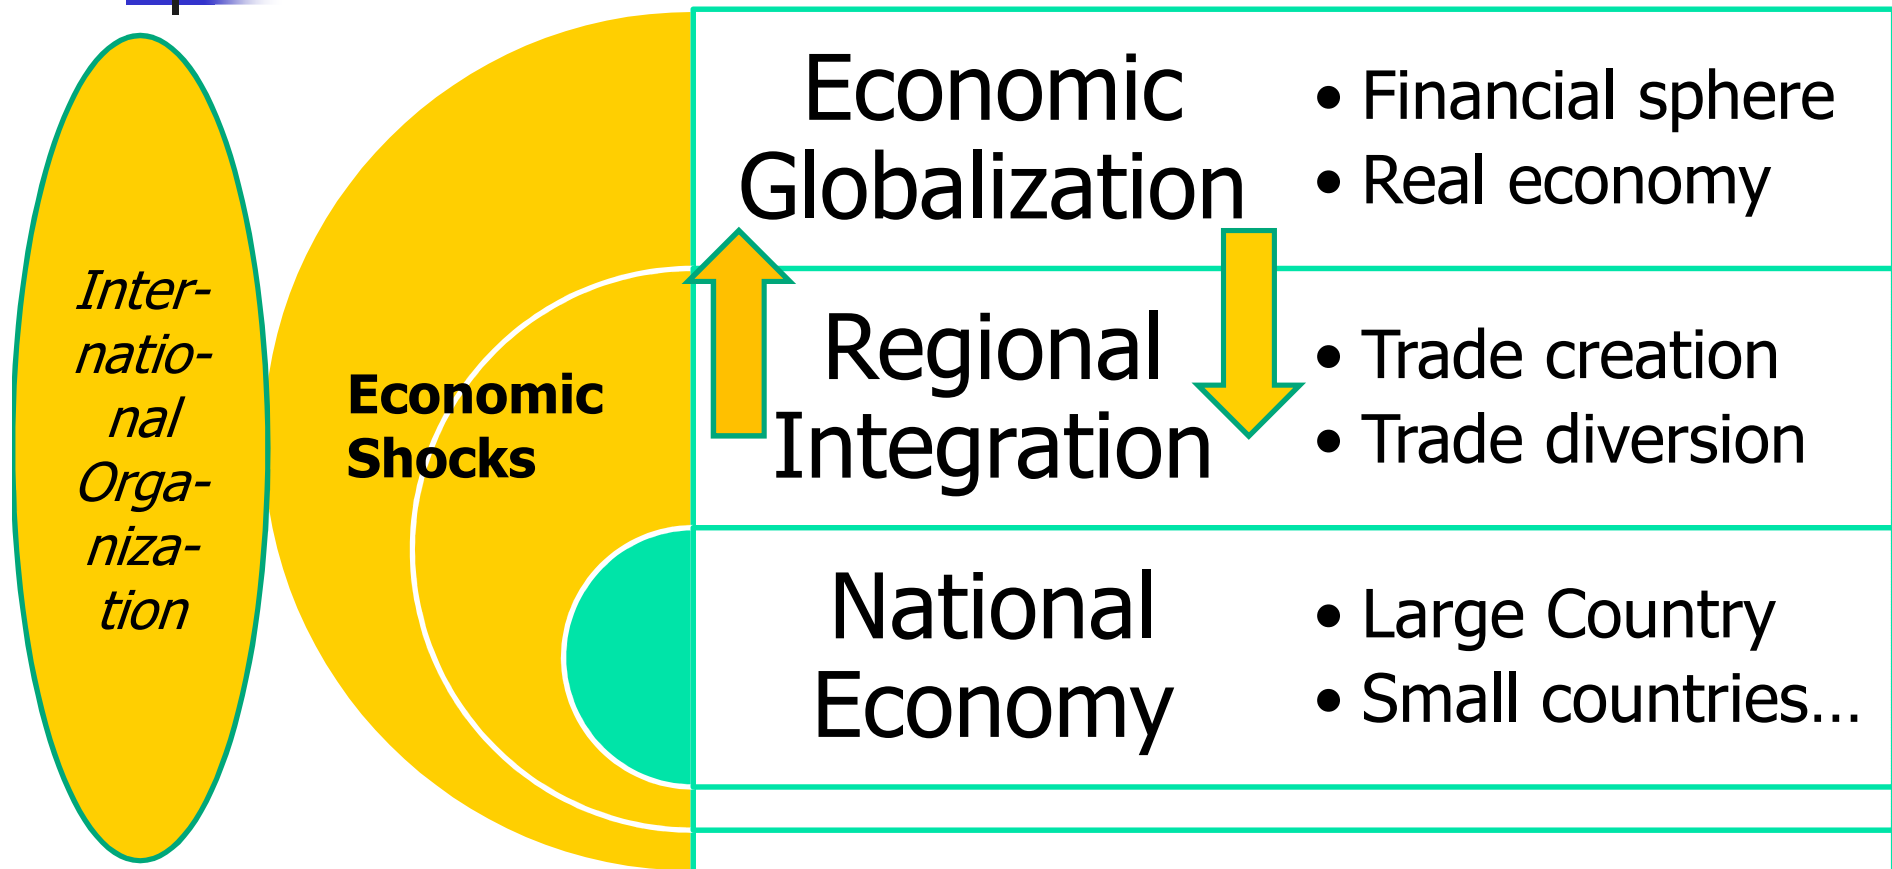 Inter-
natio-
nal
Orga-
niza-
tion
Economic
Shocks
Economic
Globalization
• Financial sphere
• Real economy
Regional
Integration
• Trade creation
• Trade diversion
National
Economy
• Large Country
• Small countries…